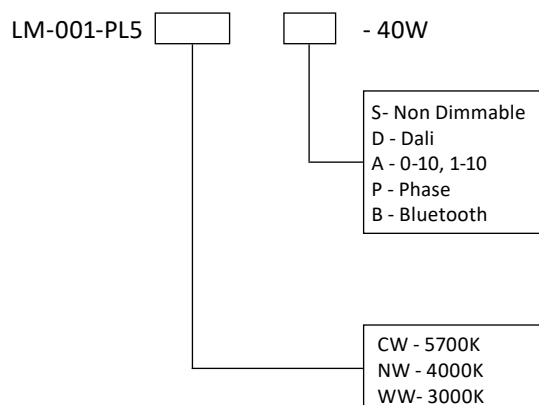 LM-001-PL5 - 40W
S- Non Dimmable
D - Dali
A - 0-10, 1-10
P - Phase
B - Bluetooth
CW - 5700K
NW - 4000K
WW- 3000K